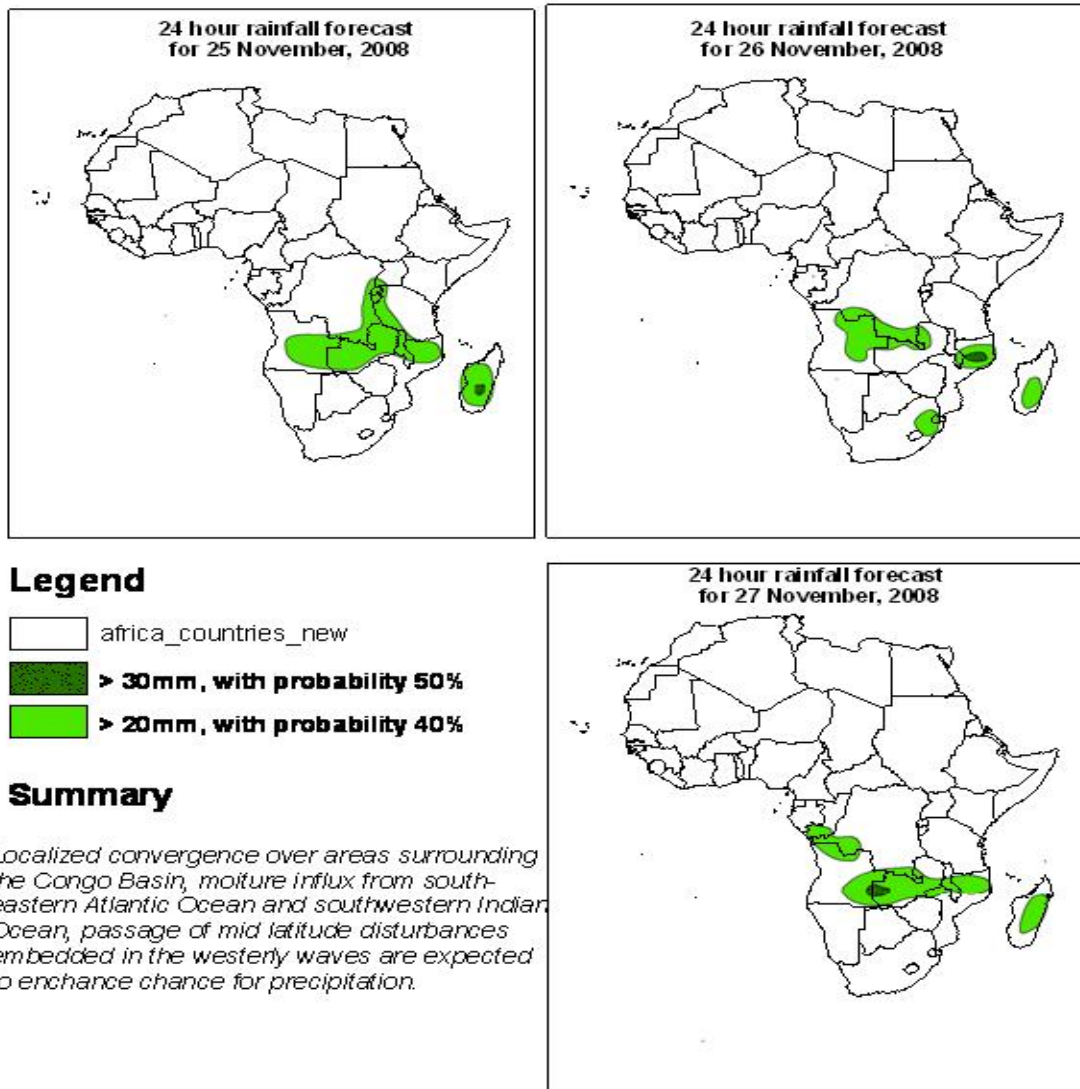 24 hour rainfall forecast
for 25 November, 2008
24 hour rainfall forecast
for 26 November, 2008
Legend
africa_countries_new
> 30mm, with probability 50%
> 20mm, with probability 40%
24 hour rainfall forecast
for 27 November, 2008
Summary
ocalized convergence over areas surrounding
he Congo Basin, moiture influx from south-
eastern Atlantic Ocean and southwestern Indian
Ocean, passage of mid latitude disturbances
embedded in the westerly waves are expected
o enchance chance for precipitation.